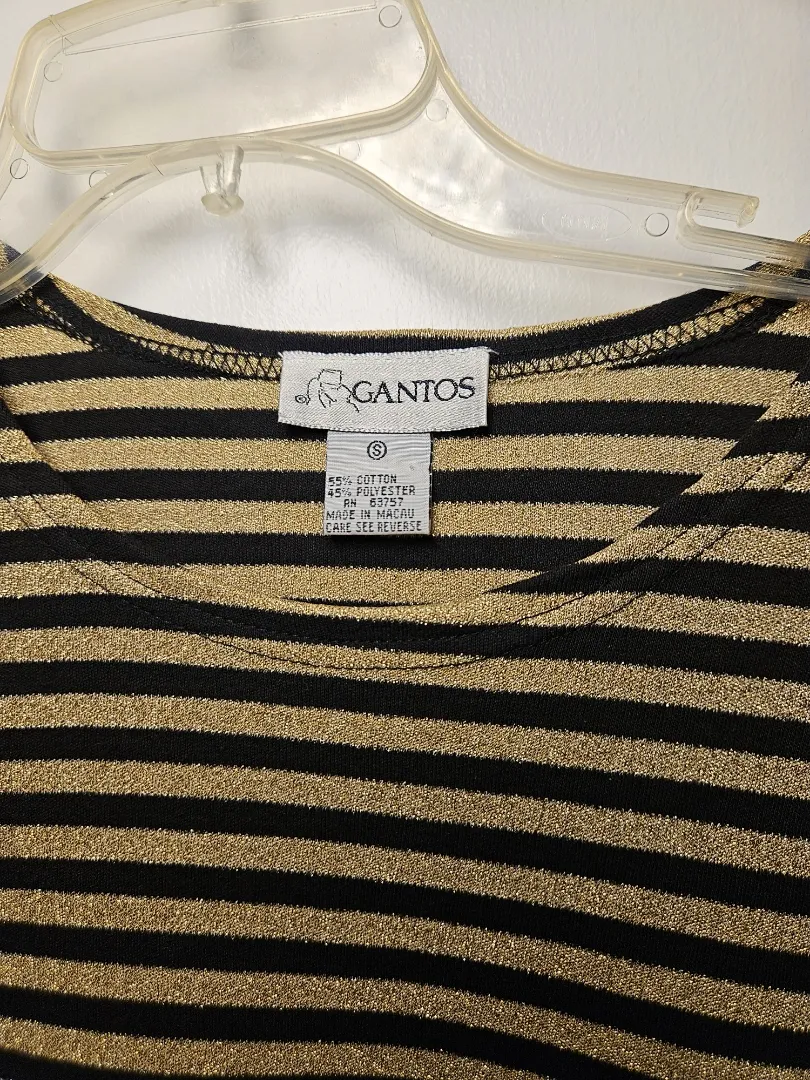 GANTOS
S
55% COTTON
45% POLYESTER
RN 63757
MADE IN MACAU
CARE SEE REVERSE